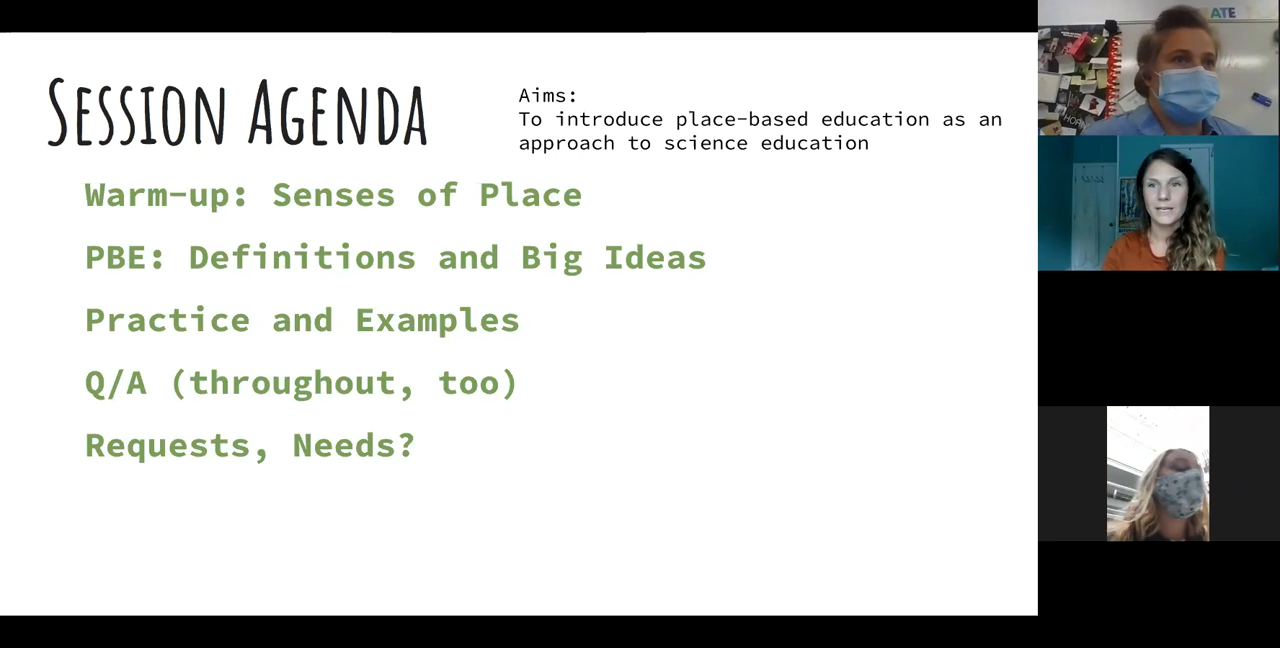 Session Agenda
Aims:
To introduce place-based education as an
approach to science education
Warm-up: Senses of Place
PBE: Definitions and Big Ideas
Practice and Examples
Q/A (throughout, too)
Requests, Needs?
ATE